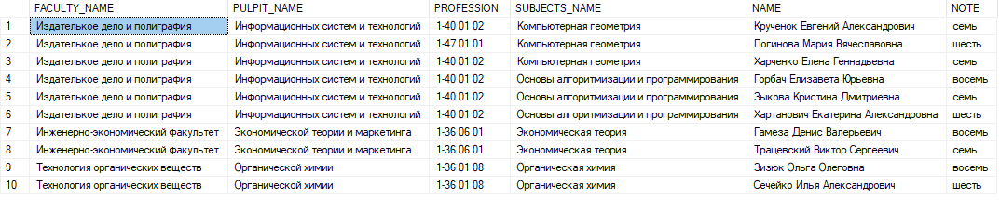 FACULTY_NAME PULPIT_NAME PROFESSION SUBJECTS_NAME NAME NOTE
1 Издателькое дело и полиграфия Информационных систем и технологий 1-40 01 02 Компьютерная геометрия Крученок Евгений Александрович семь
2 Издателькое дело и полиграфия Информационных систем и технологий 1-47 01 01 Компьютерная геометрия Логинова Мария Вячеславовна шесть
3 Издателькое дело и полиграфия Информационных систем и технологий 1-40 01 02 Компьютерная геометрия Харченко Елена Геннадьевна семь
4 Издателькое дело и полиграфия Информационных систем и технологий 1-40 01 02 Основы алгоритмизации и программирования Горбач Елизавета Юрьевна восемь
5 Издателькое дело и полиграфия Информационных систем и технологий 1-40 01 02 Основы алгоритмизации и программирования Зыкова Кристина Дмитриевна семь
6 Издателькое дело и полиграфия Информационных систем и технологий 1-40 01 02 Основы алгоритмизации и программирования Хартанович Екатерина Александровна шесть
7 Инженерно-экономический факультет Экономической теории и маркетинга 1-36 06 01 Экономическая теория Гамеза Денис Валерьевич восемь
8 Инженерно-экономический факультет Экономической теории и маркетинга 1-36 06 01 Экономическая теория Трацевский Виктор Сергеевич семь
9 Технология органических веществ Органической химии 1-36 01 08 Органическая химия Зизюк Ольга Олеговна восемь
10 Технология органических веществ Органической химии 1-36 01 08 Органическая химия Сечейко Илья Александрович шесть